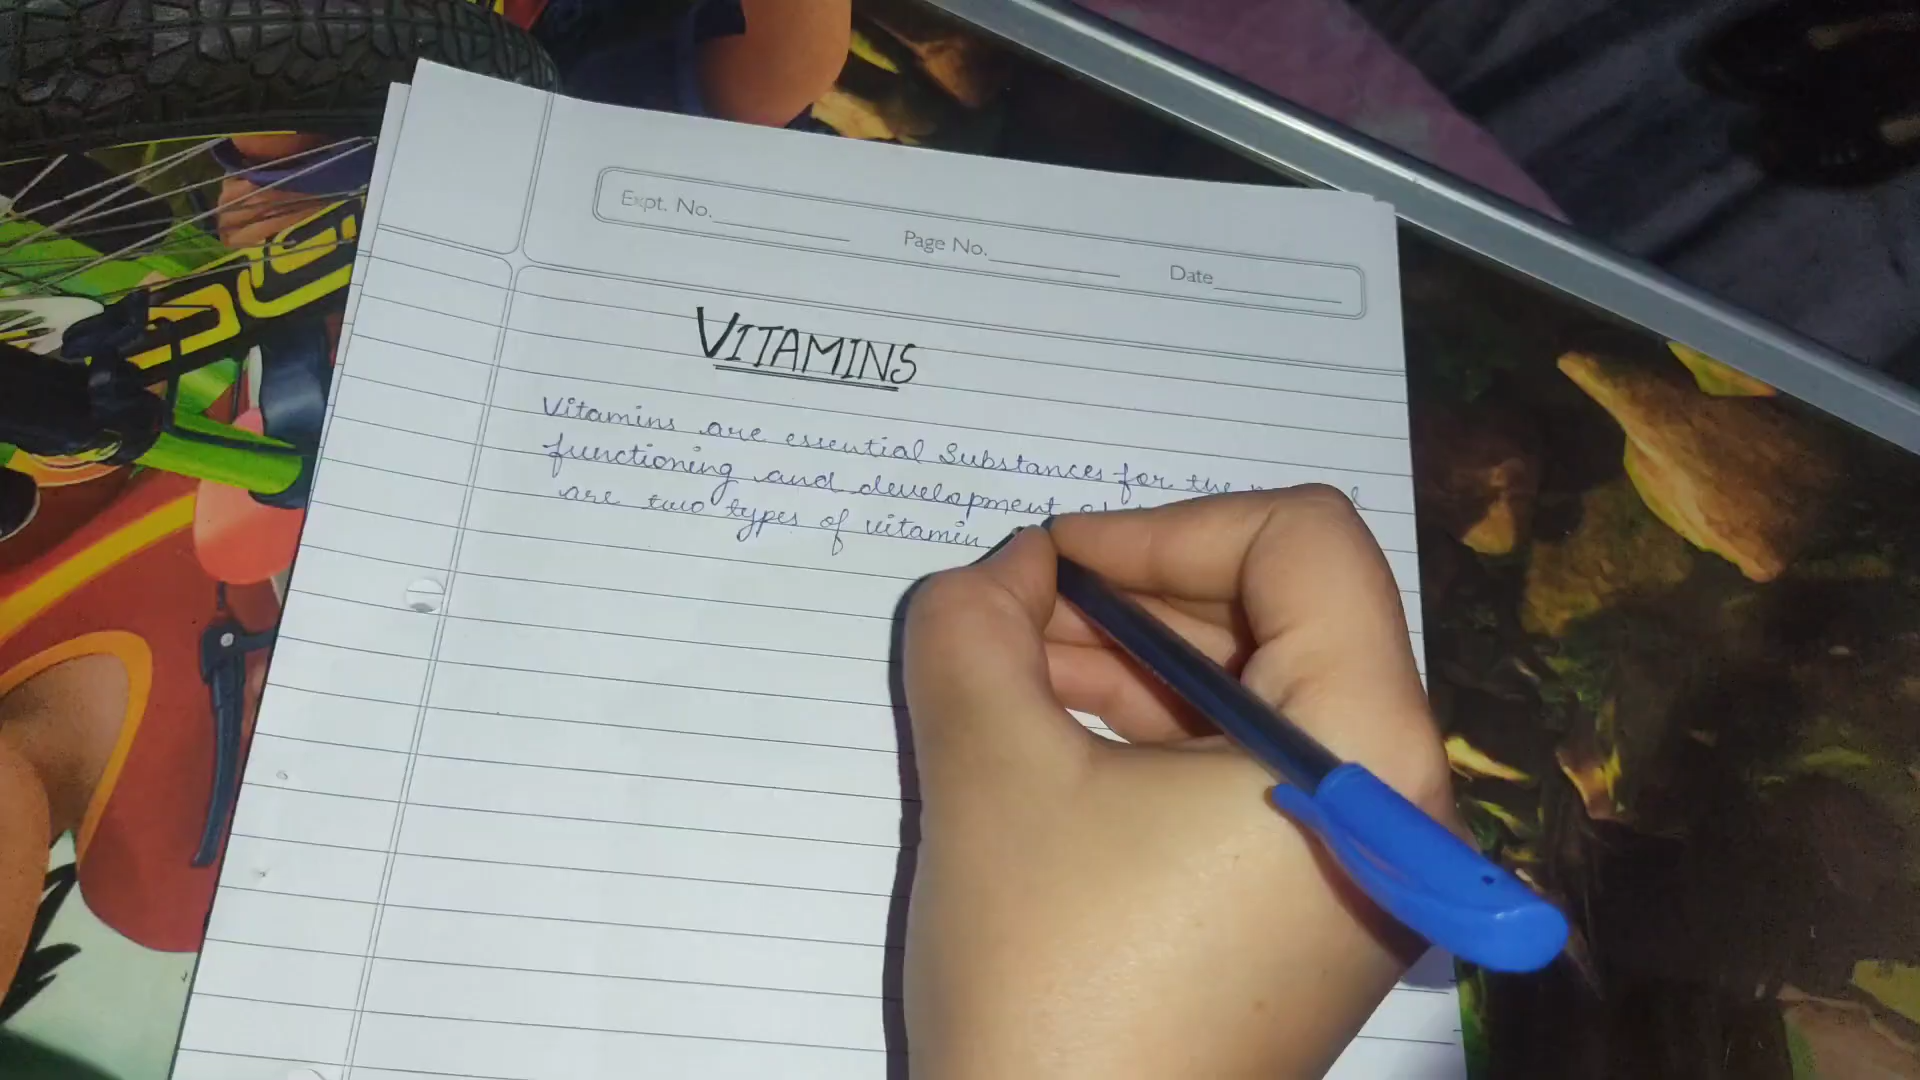 Expt. No. Page No. Date
VITAMINS
Vitamins are essential Substances for the
functioning and development
are two types of vitamin